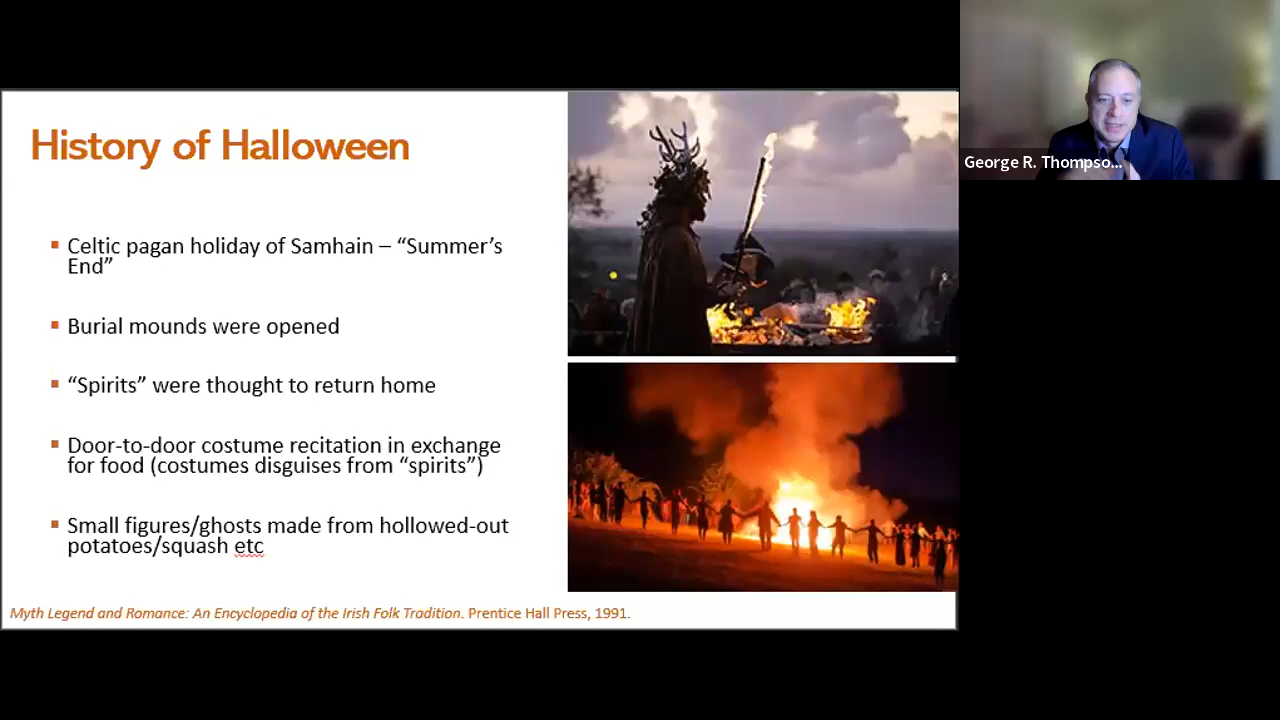 History of Halloween
▪ Celtic pagan holiday of Samhain – “Summer’s
End”
▪ Burial mounds were opened
▪ “Spirits” were thought to return home
▪ Door-to-door costume recitation in exchange
for food (costumes disguises from “spirits”)
▪ Small figures/ghosts made from hollowed-out
potatoes/squash etc
Myth Legend and Romance: An Encyclopedia of the Irish Folk Tradition. Prentice Hall Press, 1991.
George R. Thompso...